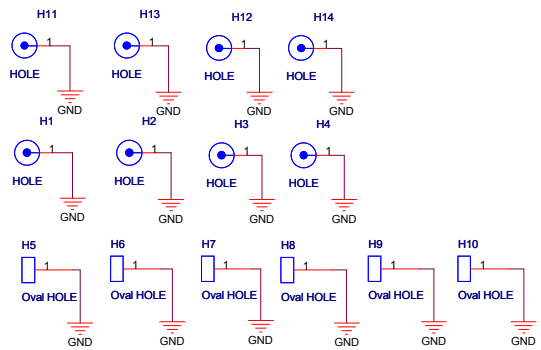 H11 H13 H12 H14
1 1 1 1
HOLE HOLE HOLE HOLE
GND GND GND GND
H1 H2 H3 H4
1 1 1 1
HOLE HOLE HOLE HOLE
GND GND GND GND
H5 H6 H7 H8 H9 H10
1 1 1 1 1 1
Oval HOLE Oval HOLE Oval HOLE Oval HOLE Oval HOLE Oval HOLE
GND GND GND GND GND GND